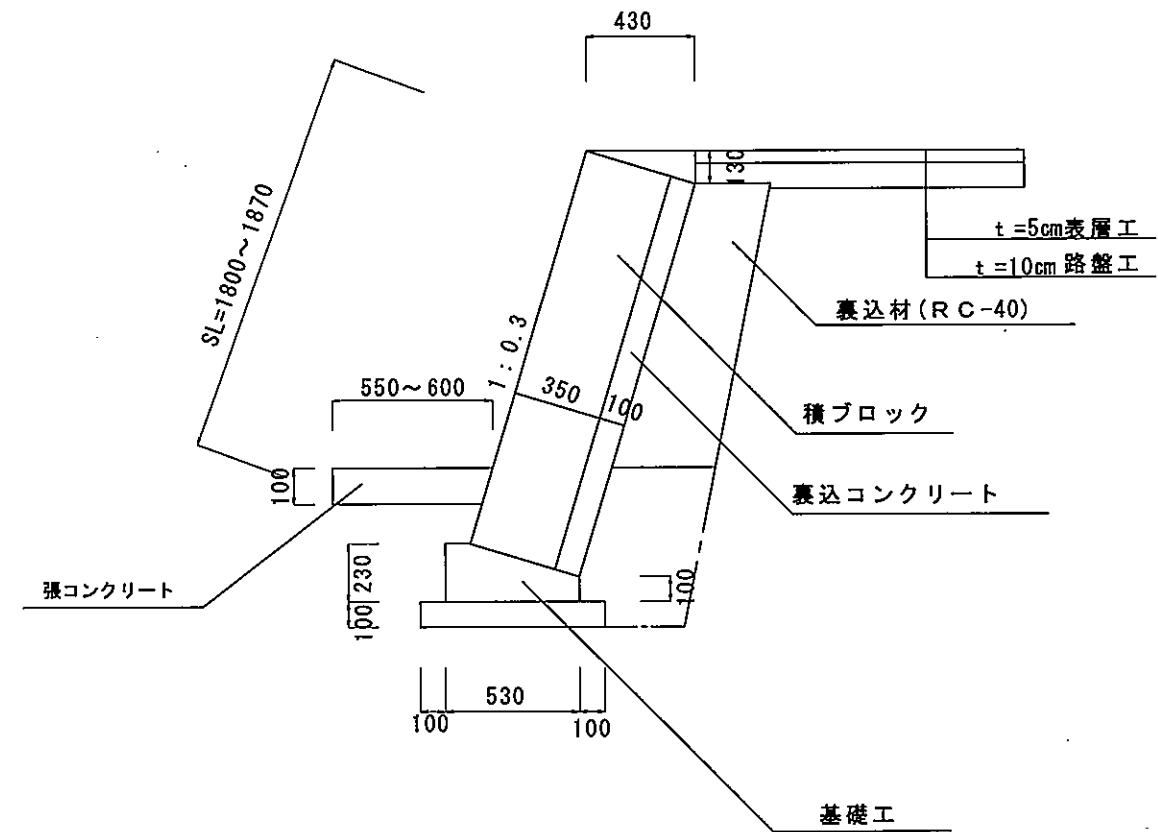 430
SL=1800～1870
130
t=5cm表層工
t=10cm路盤工
裏込材(RC-40)
1:0.3
550～600
350
100
積ブロック
100
裏込コンクリート
230
100
張コンクリート
100
530
100
100
基礎工